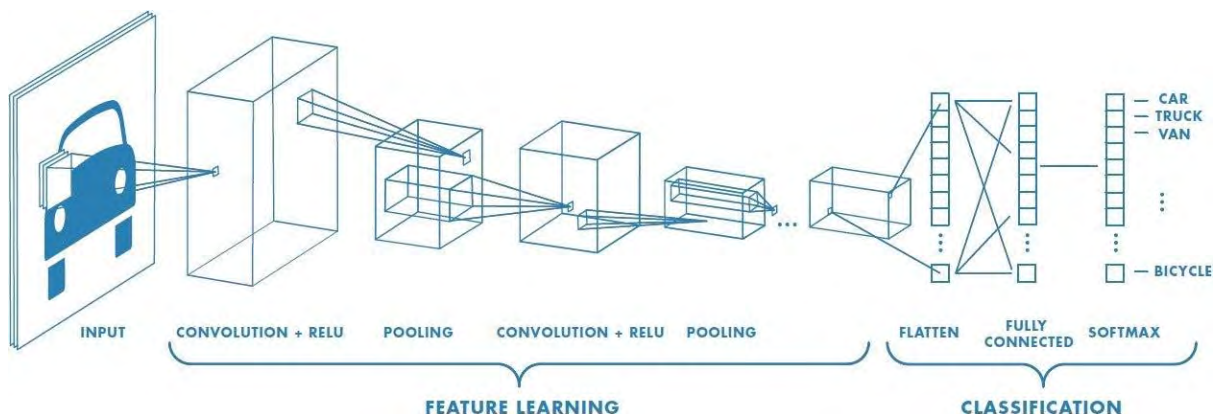 CAR
TRUCK
VAN
BICYCLE
INPUT
CONVOLUTION + RELU
POOLING
CONVOLUTION + RELU
POOLING
FLATTEN
FULLY
CONNECTED
SOFTMAX
FEATURE LEARNING
CLASSIFICATION